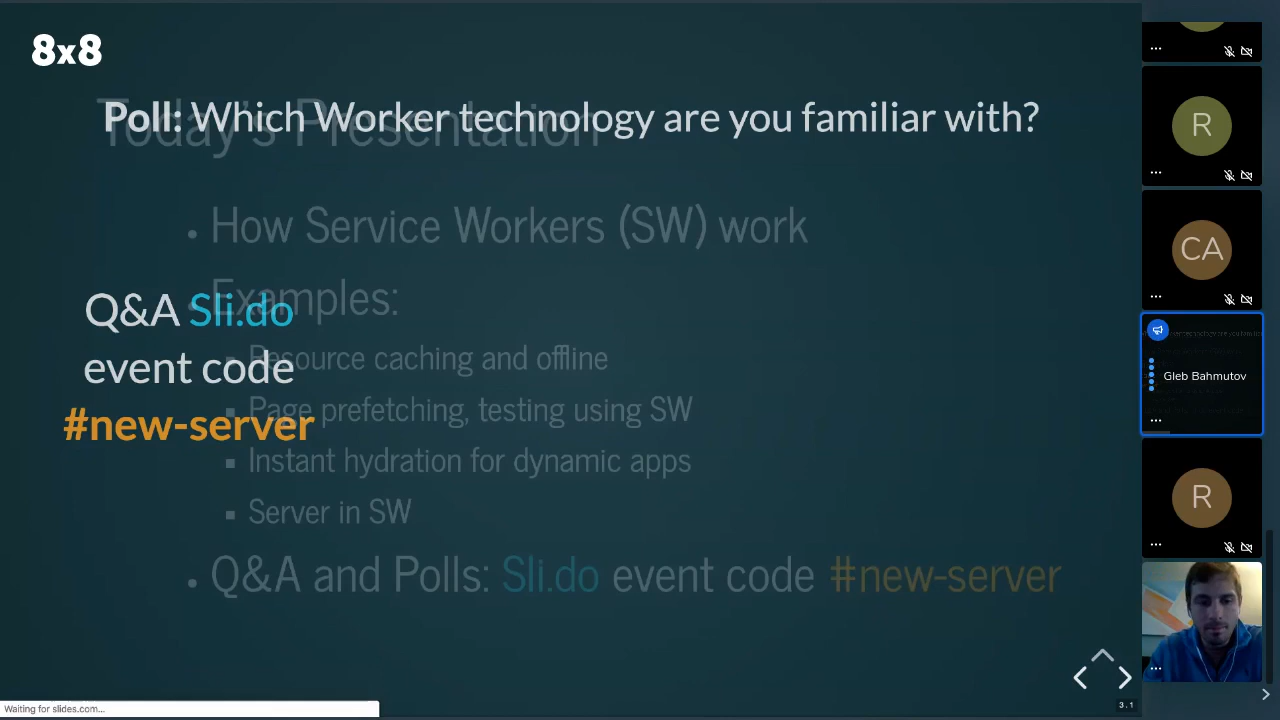 8x8
Poll: Which Worker technology are you familiar with?
Today's Presentation
How Service Workers (SW) work
Examples:
Resource caching and offline
Page prefetching, testing using SW
Instant hydration for dynamic apps
Server in SW
Q&A and Polls: Sli.do event code #new-server
Q&A Sli.do
event code
#new-server
3.1
Waiting for slides.com...
R
CA
Gleb Bahmutov
R